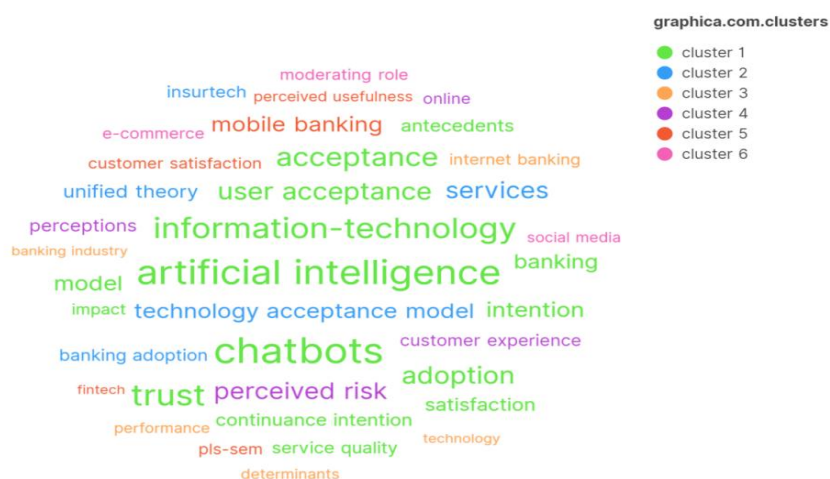 graphica.com.clusters
cluster 1
cluster 2
cluster 3
cluster 4
cluster 5
cluster 6
moderating role
insurtech perceived usefulness online
e-commerce mobile banking antecedents
customer satisfaction acceptance internet banking
unified theory user acceptance services
perceptions information-technology social media
banking industry artificial intelligence banking
model
impact technology acceptance model intention
banking adoption chatbots customer experience
fintech trust perceived risk adoption
performance continuance intention satisfaction
pls-sem service quality technology
determinants